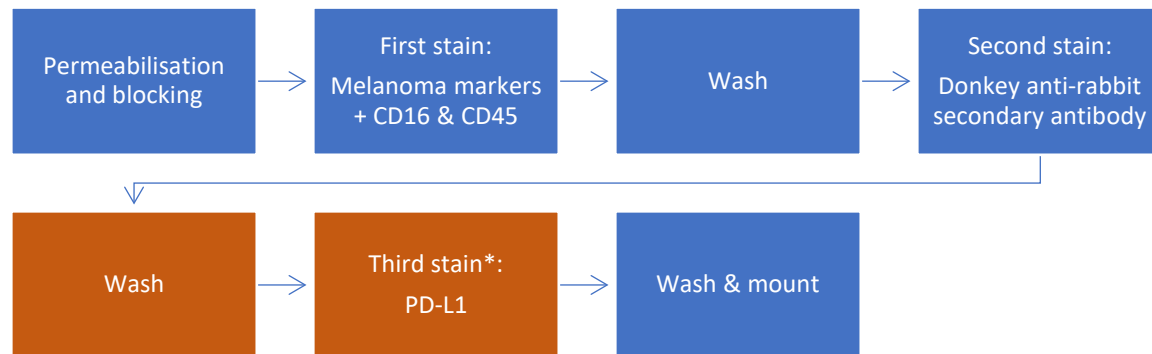 Permeabilisation
and blocking
First stain:
Melanoma markers
+ CD16 & CD45
Wash
Second stain:
Donkey anti-rabbit
secondary antibody
Wash
Third stain*:
PD-L1
Wash & mount